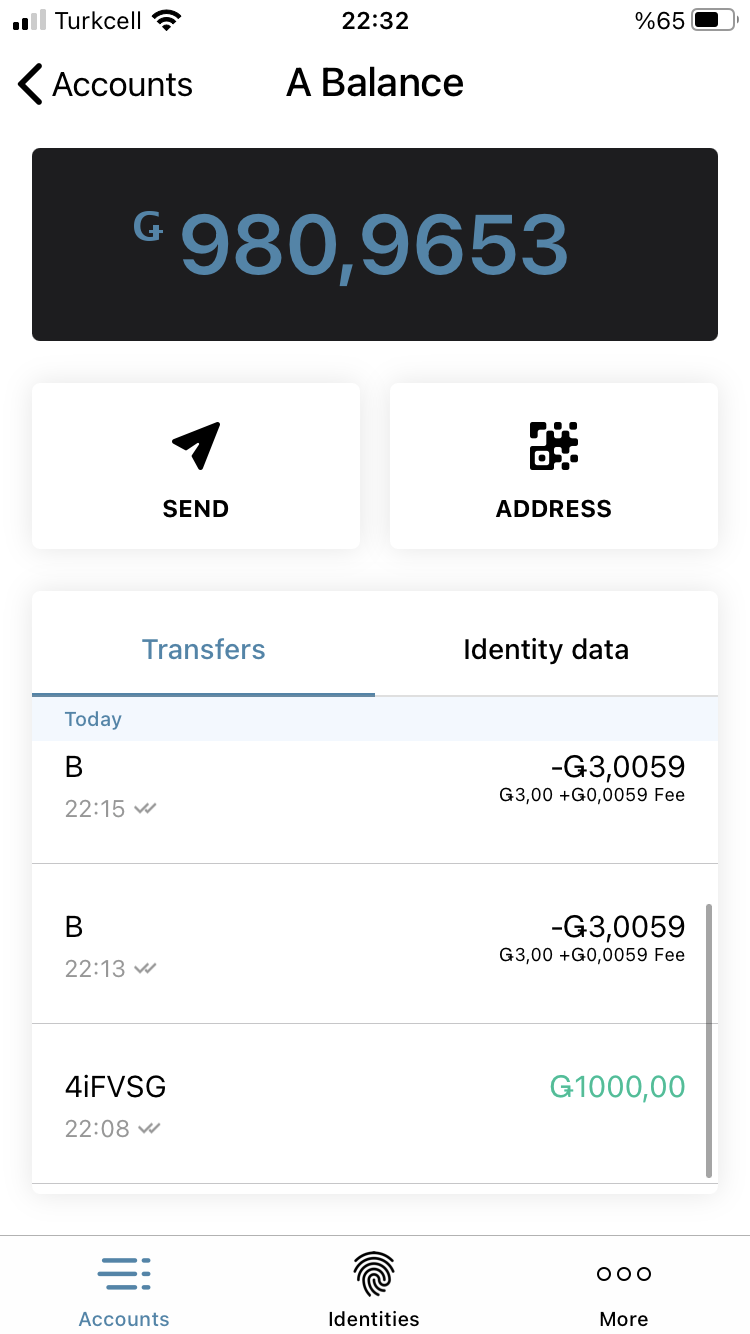 Turkcell 22:32 %65
Accounts A Balance
Ǥ 980,9653
SEND ADDRESS
Transfers Identity data
Today
B -Ǥ3,0059
Ǥ3,00 +Ǥ0,0059 Fee
22:15
B -Ǥ3,0059
Ǥ3,00 +Ǥ0,0059 Fee
22:13
4iFVSG Ǥ1000,00
22:08
Accounts Identities More